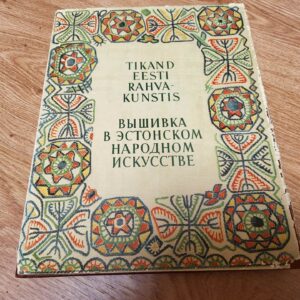 TIKAND
EESTI
RAHVA-
KUNSTIS
ВЫШИВКА
В ЭСТОНСКОМ
НАРОДНОМ
ИСКУССТВЕ